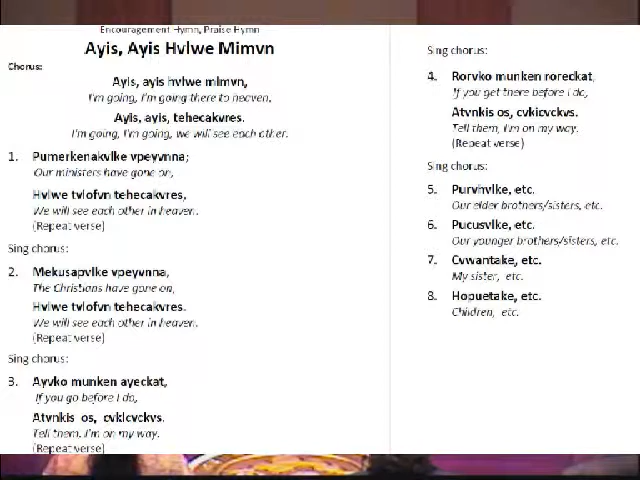 Encouragement Hymn, Praise Hymn
Ayis, Ayis Hvlwe Mimvn
Chorus:
Ayis, ayis hvlwe mimvn,
I'm going, I'm going there to heaven,
Ayis, ayis, tehecakvres.
I'm going, I'm going, we will see each other.
1. Pumerkenakvlke vpeyvnna;
Our ministers have gone on,
Hvlwe tvlofvn tehecakvres,
We will see each other in heaven.
(Repeat verse)
Sing chorus:
2. Mekusapvlke vpeyvnna,
The Christians have gone on,
Hvlwe tvlofvn tehecakvres.
We will see each other in heaven.
(Repeat verse)
Sing chorus:
3. Ayvko munken ayeckat,
If you go before I do,
Atvnkis os, cvkicvckvs.
Tell them. I'm on my way.
(Repeat verse)
Sing chorus:
4. Rorvko munken roreckat,
If you get there before I do,
Atvnkis os, cvkicvckvs.
Tell them, I'm on my way.
(Repeat verse)
Sing chorus:
5. Purvhvlke, etc.
Our elder brothers/sisters, etc.
6. Pucusvlke, etc.
Our younger brothers/sisters, etc.
7. Cvwantake, etc.
My sister, etc.
8. Hopuetake, etc.
Children, etc.